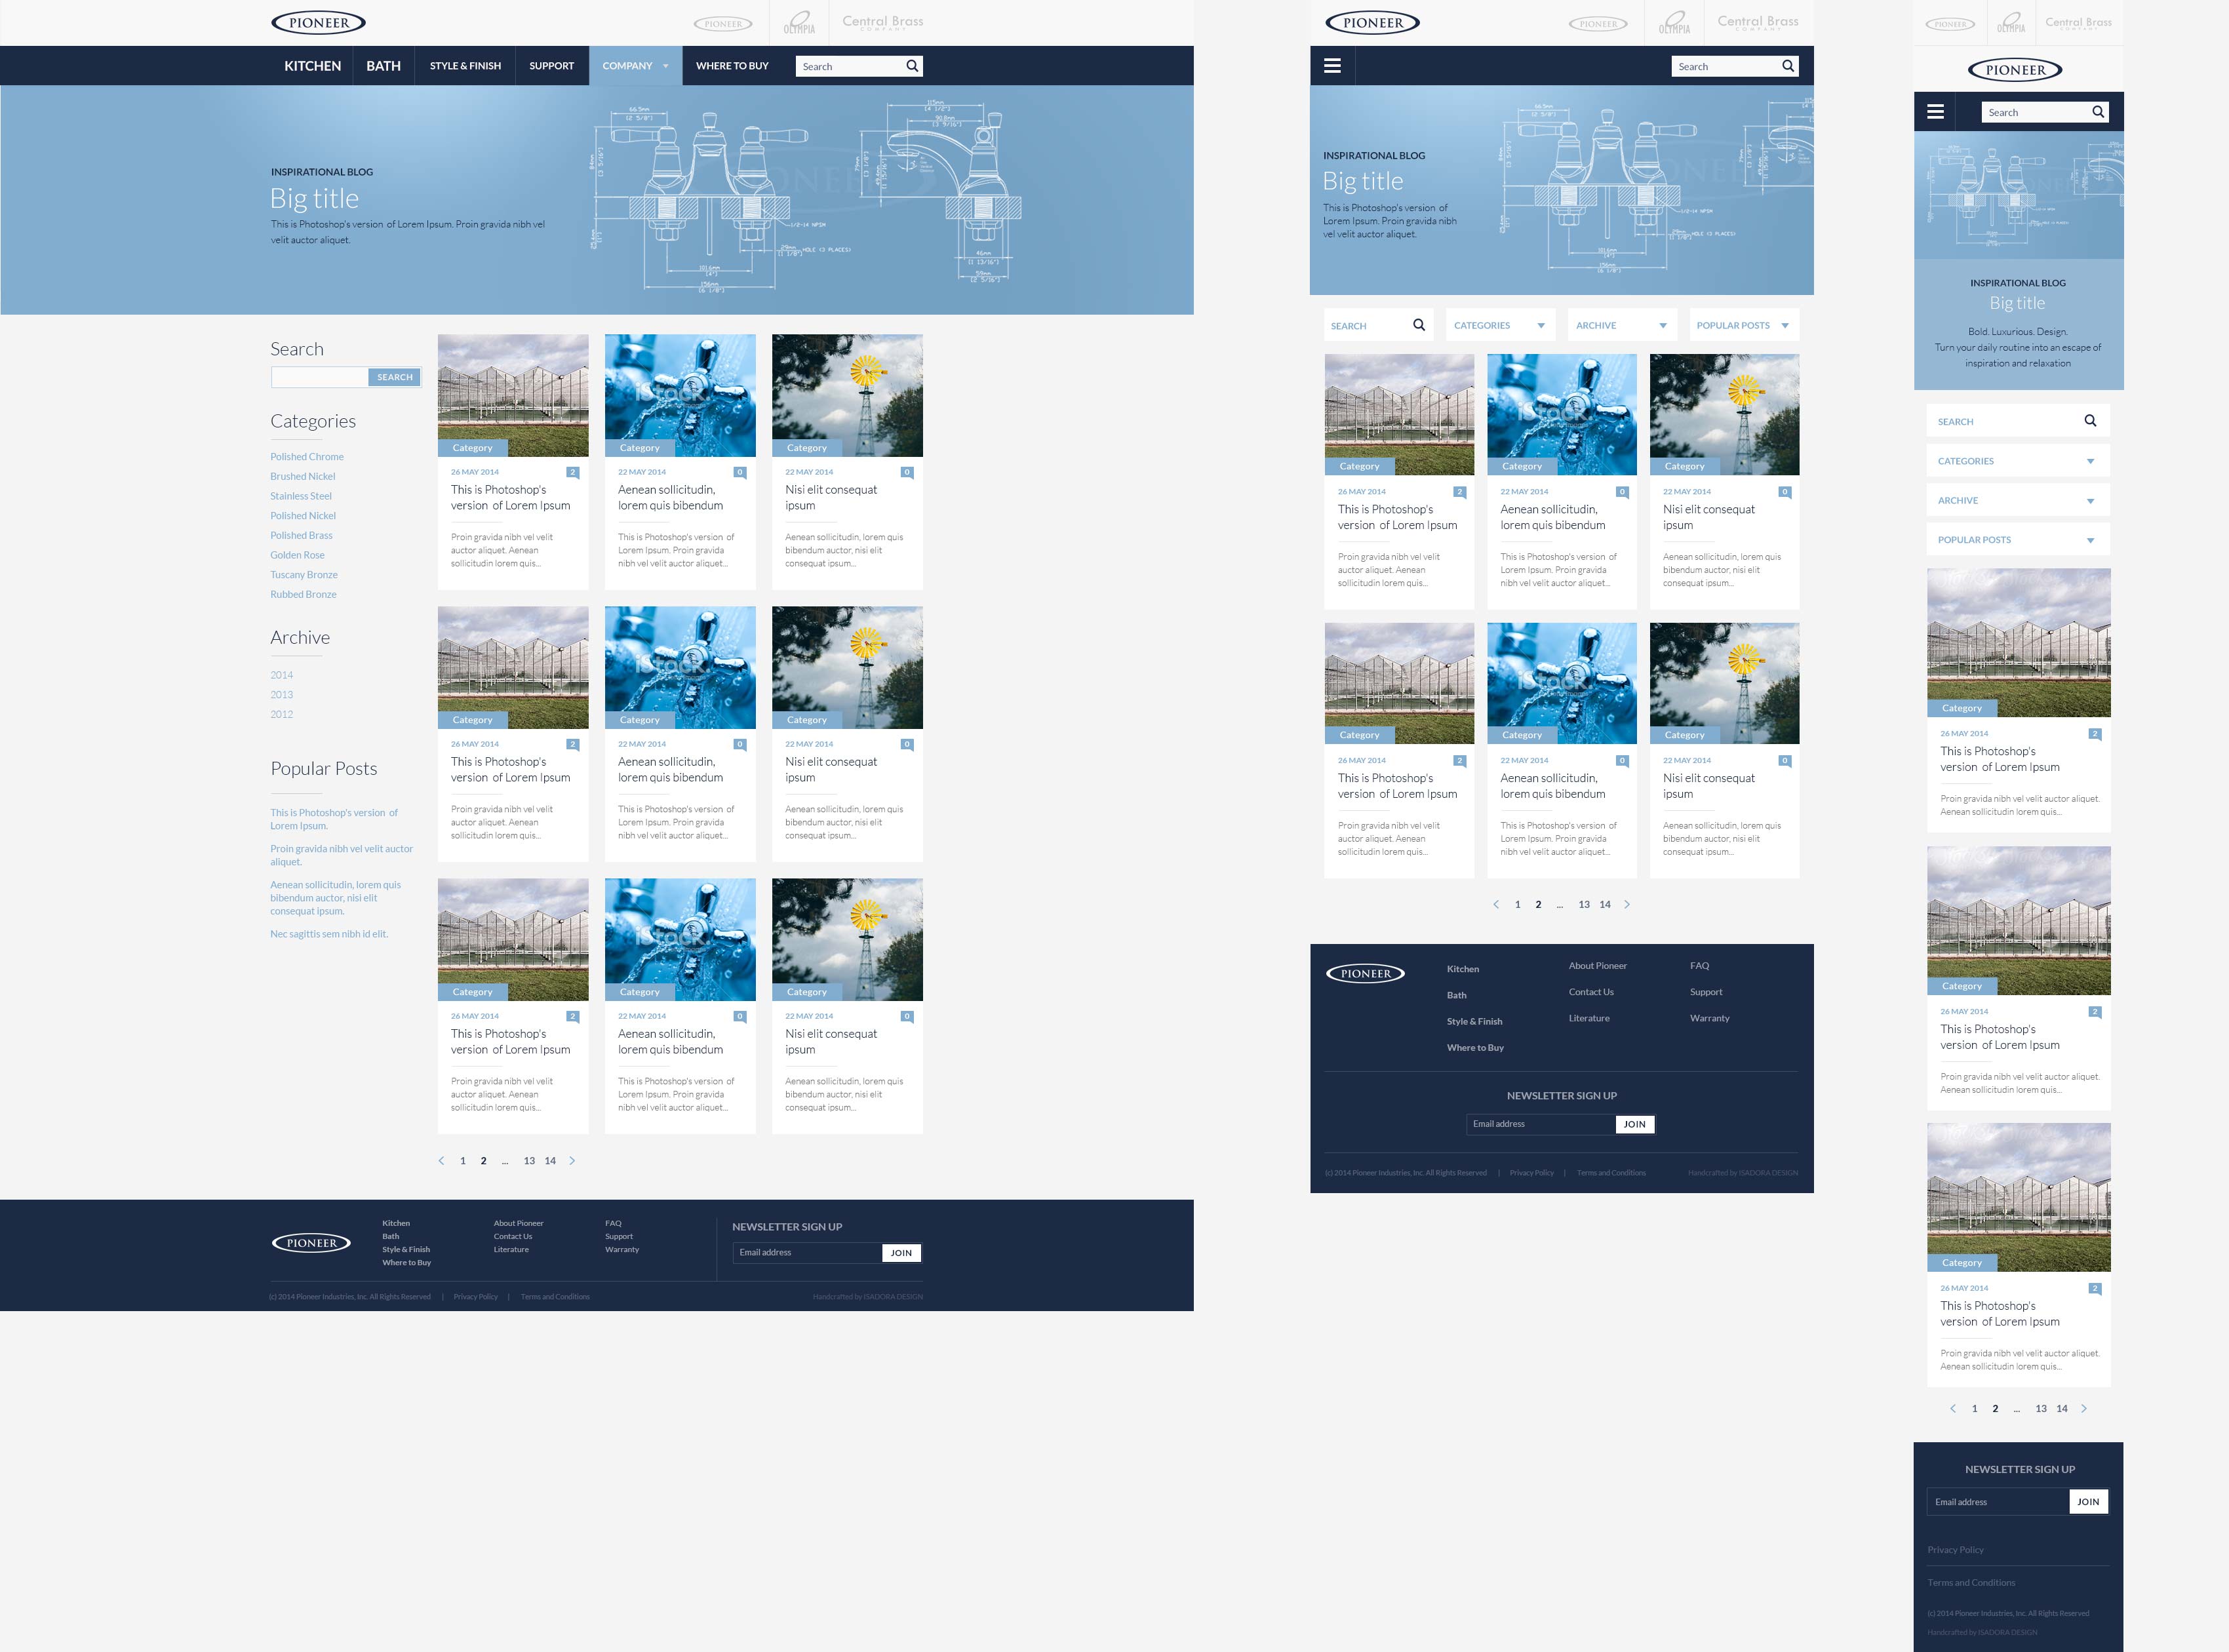 PIONEER
PIONEER
OLYMPIA
Central Brass
COMPANY
KITCHEN
BATH
STYLE & FINISH
SUPPORT
COMPANY
WHERE TO BUY
Search
INSPIRATIONAL BLOG
Big title
This is Photoshop's version of Lorem Ipsum. Proin gravida nibh vel
velit auctor aliquet.
Search
SEARCH
Categories
Polished Chrome
Brushed Nickel
Stainless Steel
Polished Nickel
Polished Brass
Golden Rose
Tuscany Bronze
Rubbed Bronze
Archive
2014
2013
2012
Popular Posts
This is Photoshop's version of
Lorem Ipsum.
Proin gravida nibh vel velit auctor
aliquet.
Aenean sollicitudin, lorem quis
bibendum auctor, nisi elit
consequat ipsum.
Nec sagittis sem nibh id elit.
iStock
Category
26 MAY 2014
2
This is Photoshop's
version of Lorem Ipsum
Proin gravida nibh vel velit
auctor aliquet. Aenean
sollicitudin lorem quis...
Category
22 MAY 2014
0
Aenean sollicitudin,
lorem quis bibendum
This is Photoshop's version of
Lorem Ipsum. Proin gravida
nibh vel velit auctor aliquet...
Category
22 MAY 2014
0
Nisi elit consequat
ipsum
Aenean sollicitudin, lorem quis
bibendum auctor, nisi elit
consequat ipsum...
iStock
Category
26 MAY 2014
2
This is Photoshop's
version of Lorem Ipsum
Proin gravida nibh vel velit
auctor aliquet. Aenean
sollicitudin lorem quis...
Category
22 MAY 2014
0
Aenean sollicitudin,
lorem quis bibendum
This is Photoshop's version of
Lorem Ipsum. Proin gravida
nibh vel velit auctor aliquet...
Category
22 MAY 2014
0
Nisi elit consequat
ipsum
Aenean sollicitudin, lorem quis
bibendum auctor, nisi elit
consequat ipsum...
iStock
Category
26 MAY 2014
2
This is Photoshop's
version of Lorem Ipsum
Proin gravida nibh vel velit
auctor aliquet. Aenean
sollicitudin lorem quis...
Category
22 MAY 2014
0
Aenean sollicitudin,
lorem quis bibendum
This is Photoshop's version of
Lorem Ipsum. Proin gravida
nibh vel velit auctor aliquet...
Category
22 MAY 2014
0
Nisi elit consequat
ipsum
Aenean sollicitudin, lorem quis
bibendum auctor, nisi elit
consequat ipsum...
1 2 ... 13 14
PIONEER
Kitchen
Bath
Style & Finish
Where to Buy
About Pioneer
Contact Us
Literature
FAQ
Support
Warranty
NEWSLETTER SIGN UP
Email address
JOIN
(c) 2014 Pioneer Industries, Inc. All Rights Reserved | Privacy Policy | Terms and Conditions
Handcrafted by ISADORA DESIGN
PIONEER
PIONEER
OLYMPIA
Central Brass
COMPANY
Search
INSPIRATIONAL BLOG
Big title
This is Photoshop's version of
Lorem Ipsum. Proin gravida nibh
vel velit auctor aliquet.
SEARCH
CATEGORIES
ARCHIVE
POPULAR POSTS
iStock
Category
26 MAY 2014
2
This is Photoshop's
version of Lorem Ipsum
Proin gravida nibh vel velit
auctor aliquet. Aenean
sollicitudin lorem quis...
Category
22 MAY 2014
0
Aenean sollicitudin,
lorem quis bibendum
This is Photoshop's version of
Lorem Ipsum. Proin gravida
nibh vel velit auctor aliquet...
Category
22 MAY 2014
0
Nisi elit consequat
ipsum
Aenean sollicitudin, lorem quis
bibendum auctor, nisi elit
consequat ipsum...
iStock
Category
26 MAY 2014
2
This is Photoshop's
version of Lorem Ipsum
Proin gravida nibh vel velit
auctor aliquet. Aenean
sollicitudin lorem quis...
Category
22 MAY 2014
0
Aenean sollicitudin,
lorem quis bibendum
This is Photoshop's version of
Lorem Ipsum. Proin gravida
nibh vel velit auctor aliquet...
Category
22 MAY 2014
0
Nisi elit consequat
ipsum
Aenean sollicitudin, lorem quis
bibendum auctor, nisi elit
consequat ipsum...
1 2 ... 13 14
PIONEER
Kitchen
Bath
Style & Finish
Where to Buy
About Pioneer
Contact Us
Literature
FAQ
Support
Warranty
NEWSLETTER SIGN UP
Email address
JOIN
(c) 2014 Pioneer Industries, Inc. All Rights Reserved | Privacy Policy | Terms and Conditions
Handcrafted by ISADORA DESIGN
PIONEER
OLYMPIA
Central Brass
COMPANY
PIONEER
Search
INSPIRATIONAL BLOG
Big title
Bold. Luxurious. Design.
Turn your daily routine into an escape of
inspiration and relaxation
SEARCH
CATEGORIES
ARCHIVE
POPULAR POSTS
Category
26 MAY 2014
2
This is Photoshop's
version of Lorem Ipsum
Proin gravida nibh vel velit auctor aliquet.
Aenean sollicitudin lorem quis...
Category
26 MAY 2014
2
This is Photoshop's
version of Lorem Ipsum
Proin gravida nibh vel velit auctor aliquet.
Aenean sollicitudin lorem quis...
Category
26 MAY 2014
2
This is Photoshop's
version of Lorem Ipsum
Proin gravida nibh vel velit auctor aliquet.
Aenean sollicitudin lorem quis...
1 2 ... 13 14
NEWSLETTER SIGN UP
Email address
JOIN
Privacy Policy
Terms and Conditions
(c) 2014 Pioneer Industries, Inc. All Rights Reserved
Handcrafted by ISADORA DESIGN